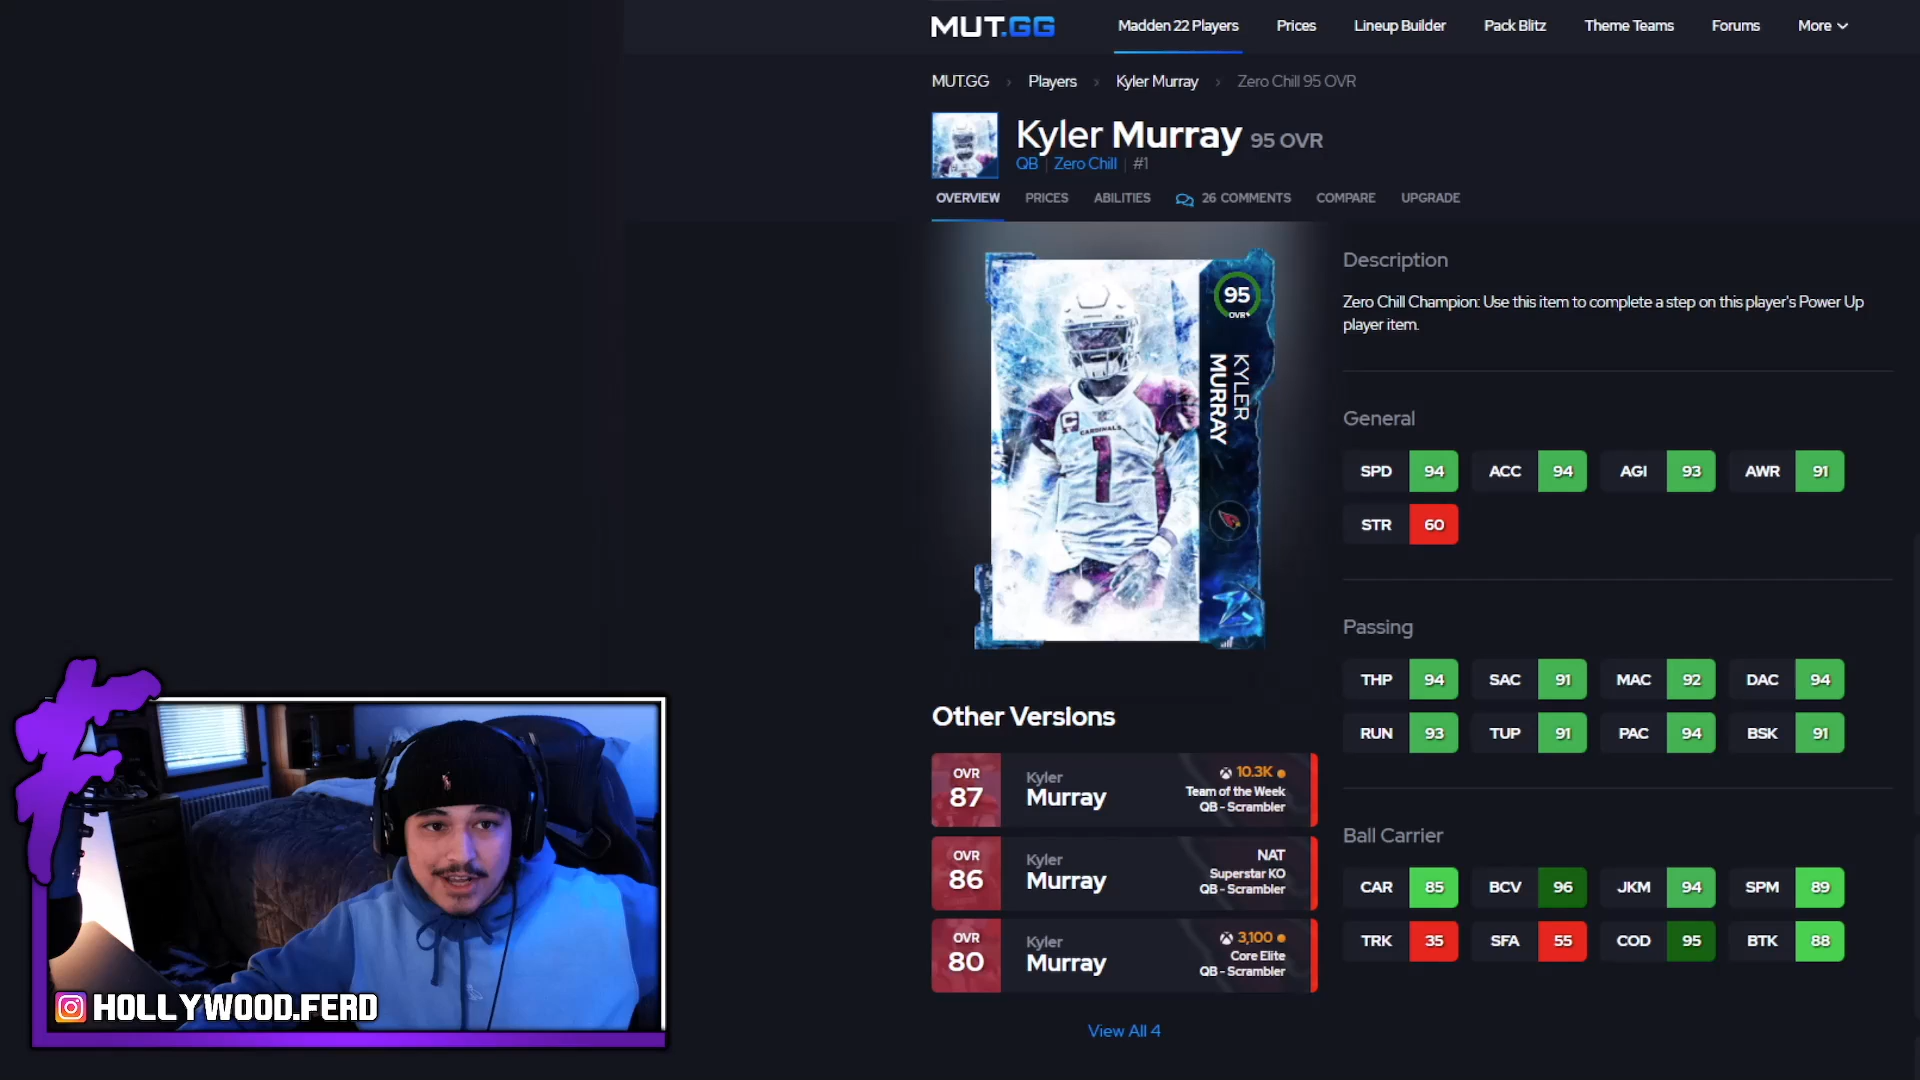 MUT.GG
Madden 22 Players
Prices
Lineup Builder
Pack Blitz
Theme Teams
Forums
More
MUT.GG › Players › Kyler Murray › Zero Chill 95 OVR
Kyler Murray 95 OVR
QB | Zero Chill | #1
OVERVIEW
PRICES
ABILITIES
26 COMMENTS
COMPARE
UPGRADE
95
OVR
KYLER
MURRAY
CARDINALS
C
1
Description
Zero Chill Champion: Use this item to complete a step on this player's Power Up
player item.
General
SPD 94 ACC 94 AGI 93 AWR 91
STR 60
Passing
THP 94 SAC 91 MAC 92 DAC 94
RUN 93 TUP 91 PAC 94 BSK 91
Ball Carrier
CAR 85 BCV 96 JKM 94 SPM 89
TRK 35 SFA 55 COD 95 BTK 88
Other Versions
OVR
87
Kyler
Murray
10.3K
Team of the Week
QB - Scrambler
OVR
86
Kyler
Murray
NAT
Superstar KO
QB - Scrambler
OVR
80
Kyler
Murray
3,100
Core Elite
QB - Scrambler
View All 4
HOLLYWOOD.FERD